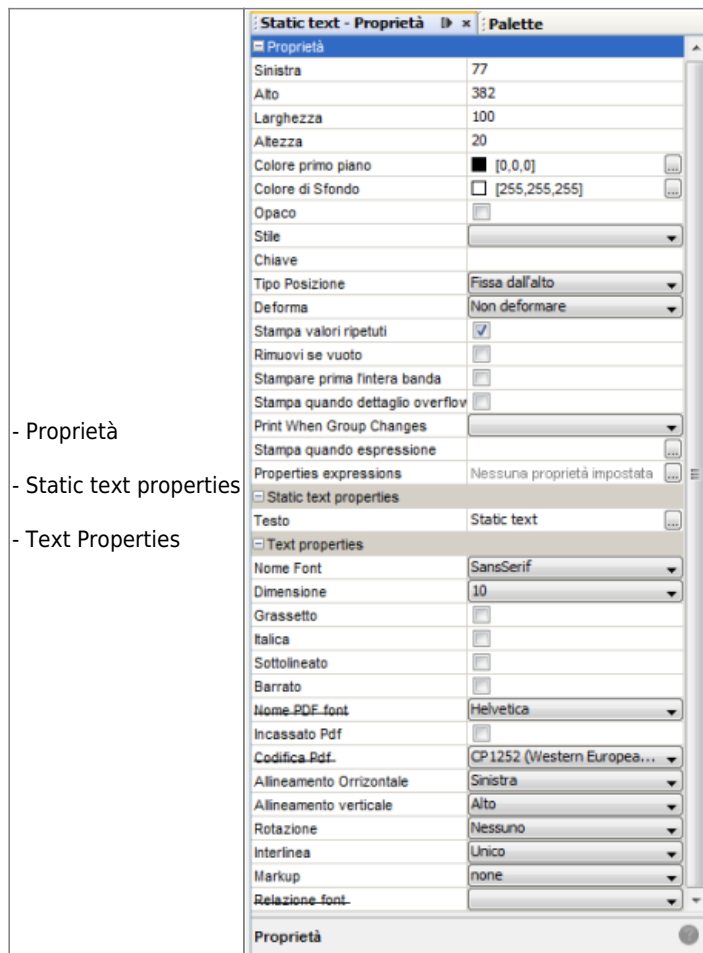 - Proprietà
- Static text properties
- Text Properties
Static text - Proprietà × Palette
Proprietà
Sinistra 77
Alto 382
Larghezza 100
Altezza 20
Colore primo piano [0,0,0] ...
Colore di Sfondo [255,255,255] ...
Opaco
Stile
Chiave
Tipo Posizione Fissa dall'alto
Deforma Non deformare
Stampa valori ripetuti
Rimuovi se vuoto
Stampare prima l'intera banda
Stampa quando dettaglio overflow
Print When Group Changes
Stampa quando espressione ...
Properties expressions Nessuna proprietà impostata ...
Static text properties
Testo Static text ...
Text properties
Nome Font SansSerif
Dimensione 10
Grassetto
Italica
Sottolineato
Barrato
Nome PDF font Helvetica
Incassato Pdf
Codifica Pdf CP1252 (Western Europea...
Allineamento Orrizontale Sinistra
Allineamento verticale Alto
Rotazione Nessuno
Interlinea Unico
Markup none
Relazione font
Proprietà ?